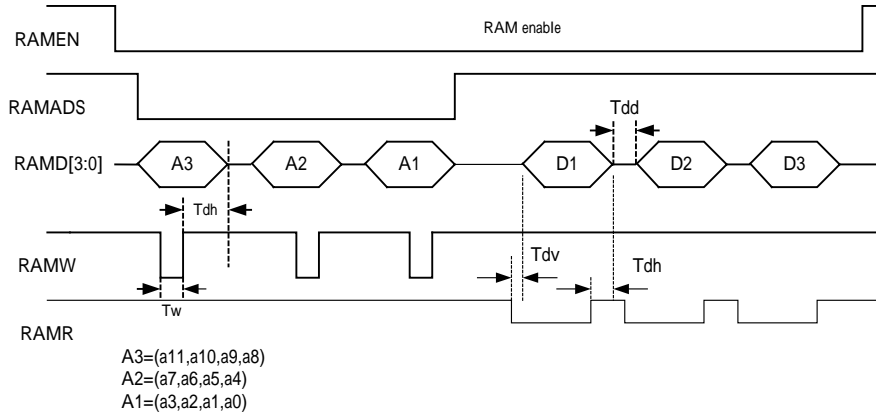 RAMEN
RAM enable
RAMADS
Tdd
RAMD[3:0] A3 A2 A1 D1 D2 D3
Tdh
RAMW
Tdv
Tdh
Tw
RAMR
A3=(a11,a10,a9,a8)
A2=(a7,a6,a5,a4)
A1=(a3,a2,a1,a0)